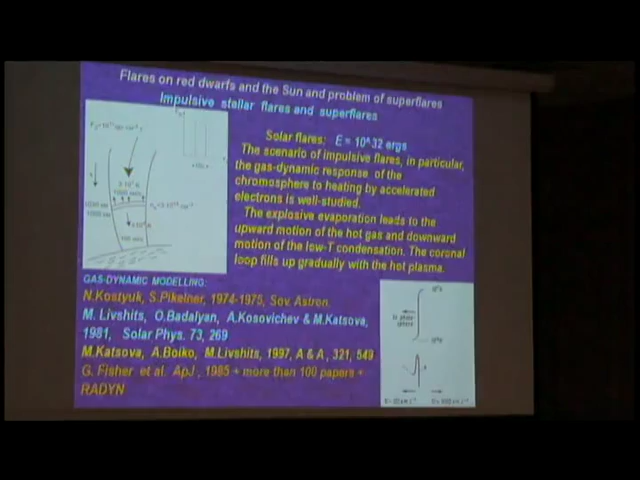 Flares on red dwarfs and the Sun and problem of superflares
Impulsive stellar flares and superflares
Solar flares: E = 10^32 ergs
The scenario of impulsive flares, in particular,
the gas-dynamic response of the
chromosphere to heating by accelerated
electrons is well-studied.
The explosive evaporation leads to the
upward motion of the hot gas and downward
motion of the low-T condensation. The coronal
loop fills up gradually with the hot plasma.
GAS-DYNAMIC MODELLING:
N.Kostyuk, S.Pikelner, 1974-1975, Sov. Astron.
M. Livshits, O.Badalyan, A.Kosovichev & M.Katsova,
1981, Solar Phys. 73, 269
M.Katsova, A.Boiko, M.Livshits, 1997, A & A, 321, 549
G. Fisher et al. ApJ, 1985 + more than 100 papers +
RADYN